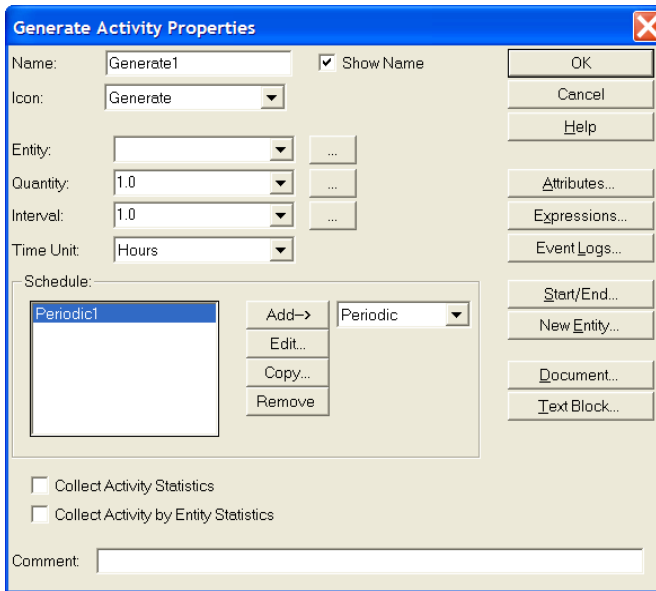 Generate Activity Properties
Name: Generate1 Show Name OK
Icon: Generate Cancel
Help
Entity: ...
Quantity: 1.0 ... Attributes...
Interval: 1.0 ... Expressions...
Time Unit: Hours Event Logs...
Schedule:
Periodic1 Add--> Periodic Start/End...
Edit... New Entity...
Copy... Document...
Remove Text Block...
Collect Activity Statistics
Collect Activity by Entity Statistics
Comment: